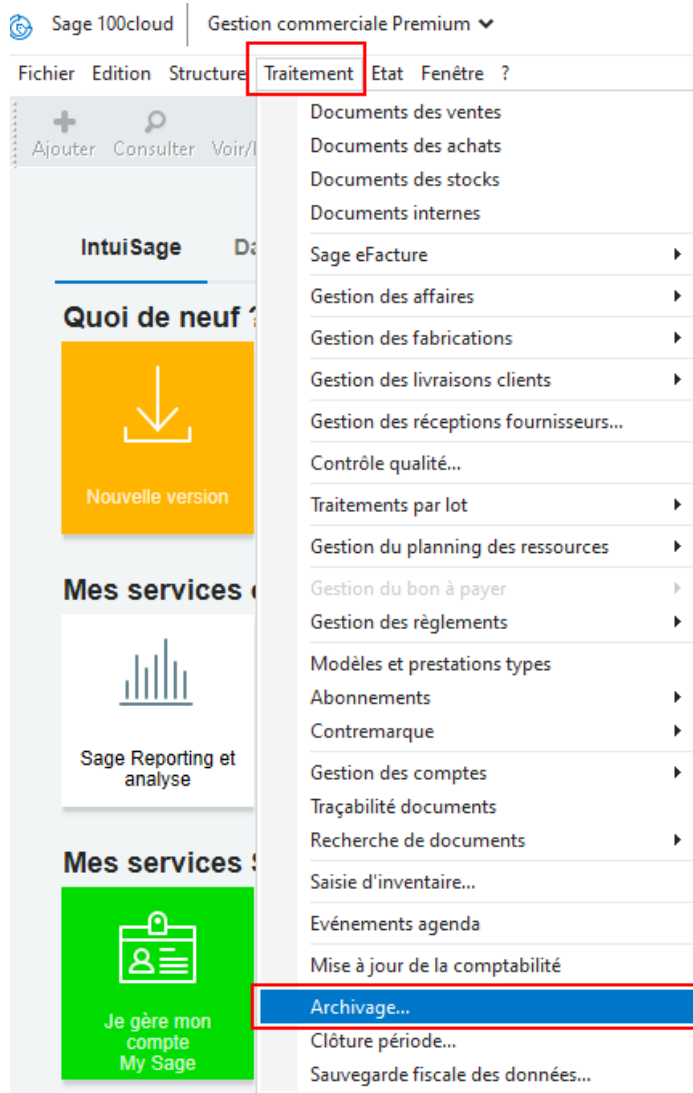 Sage 100cloud Gestion commerciale Premium
Fichier Edition Structure Traitement Etat Fenêtre ?
Ajouter Consulter
IntuiSage
Quoi de neuf ?
Nouvelle version
Mes services
Sage Reporting et
analyse
Mes services
Je gère mon
compte
My Sage
Documents des ventes
Documents des achats
Documents des stocks
Documents internes
Sage eFacture
Gestion des affaires
Gestion des fabrications
Gestion des livraisons clients
Gestion des réceptions fournisseurs...
Contrôle qualité...
Traitements par lot
Gestion du planning des ressources
Gestion du bon à payer
Gestion des règlements
Modèles et prestations types
Abonnements
Contremarque
Gestion des comptes
Traçabilité documents
Recherche de documents
Saisie d'inventaire...
Evénements agenda
Mise à jour de la comptabilité
Archivage...
Clôture période...
Sauvegarde fiscale des données...